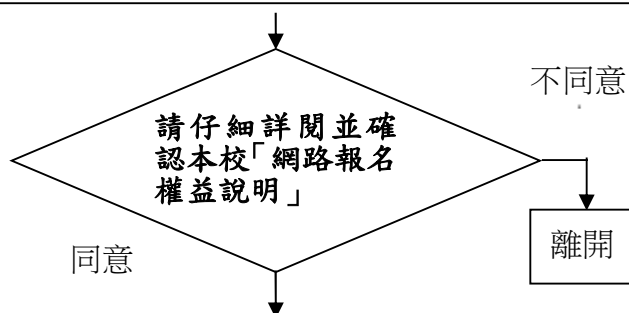 不同意
請仔細詳閱並確
認本校「網路報名
權益說明」
離開
同意